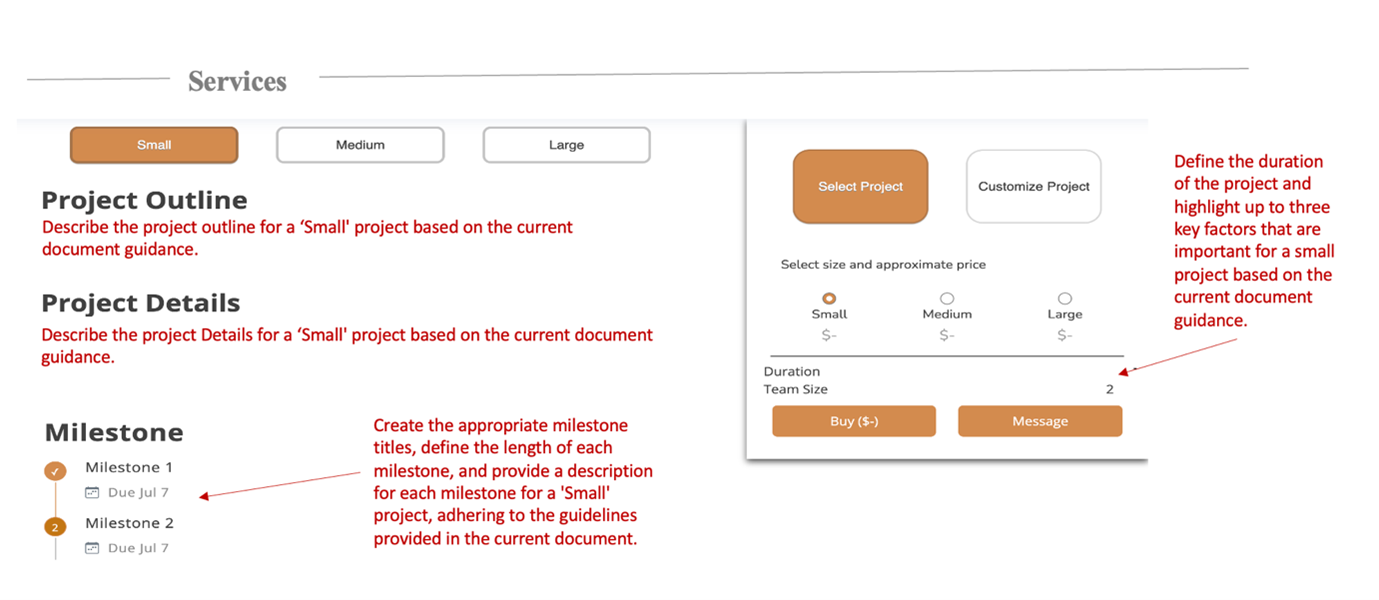 Services
Small
Medium
Large
Project Outline
Describe the project outline for a ‘Small' project based on the current
document guidance.
Project Details
Describe the project Details for a ‘Small' project based on the current document
guidance.
Milestone
Milestone 1
Due Jul 7
2
Milestone 2
Due Jul 7
Create the appropriate milestone
titles, define the length of each
milestone, and provide a description
for each milestone for a 'Small'
project, adhering to the guidelines
provided in the current document.
Select Project
Customize Project
Select size and approximate price
Small
Medium
Large
$-
$-
$-
Duration
Team Size
2
Buy ($-)
Message
Define the duration
of the project and
highlight up to three
key factors that are
important for a small
project based on the
current document
guidance.